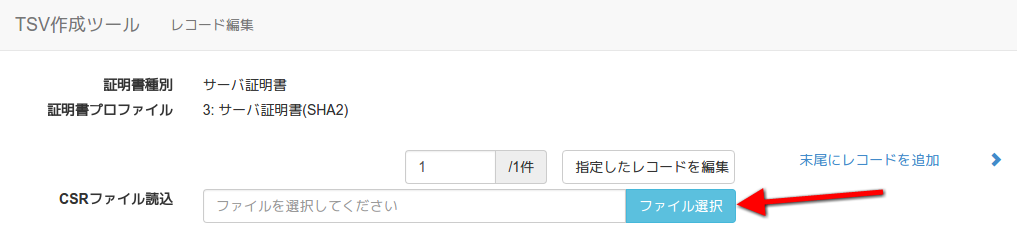 TSV作成ツール レコード編集
証明書種別 サーバ証明書
証明書プロファイル 3: サーバ証明書(SHA2)
1 /1件 指定したレコードを編集 末尾にレコードを追加
CSRファイル読込 ファイルを選択してください ファイル選択